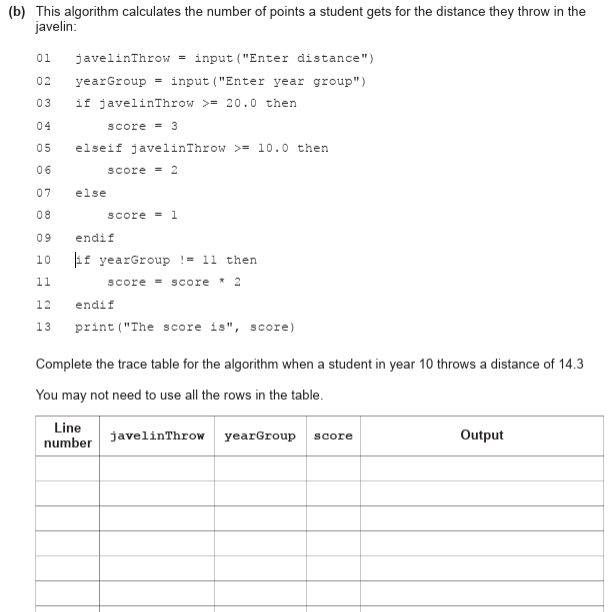 (b) This algorithm calculates the number of points a student gets for the distance they throw in the
javelin:
01 javelinThrow = input("Enter distance")
02 yearGroup = input("Enter year group")
03 if javelinThrow >= 20.0 then
04 score = 3
05 elseif javelinThrow >= 10.0 then
06 score = 2
07 else
08 score = 1
09 endif
10 if yearGroup != 11 then
11 score = score * 2
12 endif
13 print("The score is", score)
Complete the trace table for the algorithm when a student in year 10 throws a distance of 14.3
You may not need to use all the rows in the table.
Line number javelinThrow yearGroup score Output